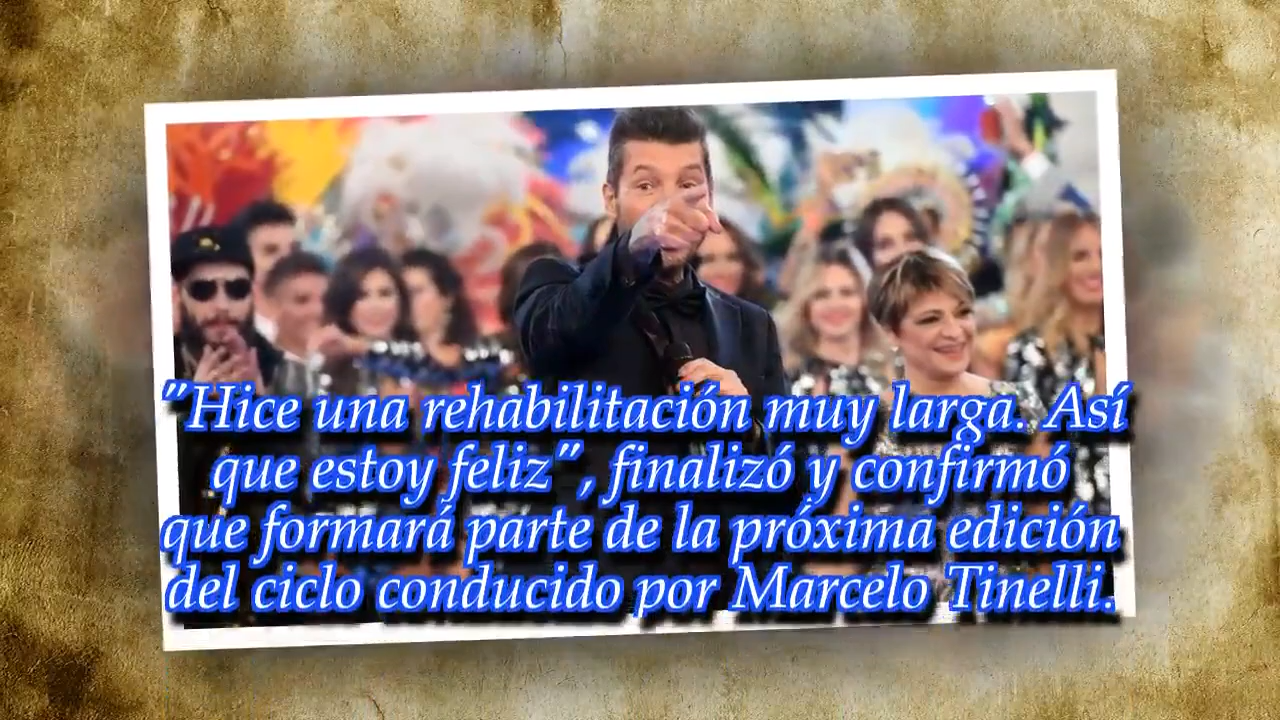 "Hice una rehabilitación muy larga. Así
que estoy feliz", finalizó y confirmó
que formará parte de la próxima edición
del ciclo conducido por Marcelo Tinelli.